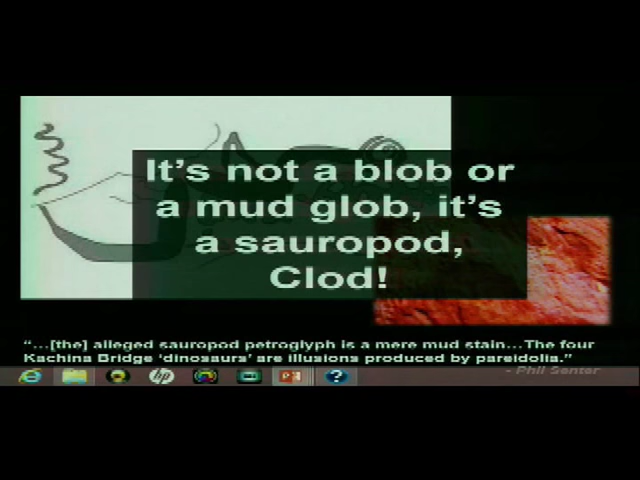 It's not a blob or
a mud glob, it's
a sauropod,
Clod!
“...[the] alleged sauropod petroglyph is a mere mud stain...The four
Kachina Bridge ‘dinosaurs’ are illusions produced by pareidolia.”
- Phil Senter
hp
?